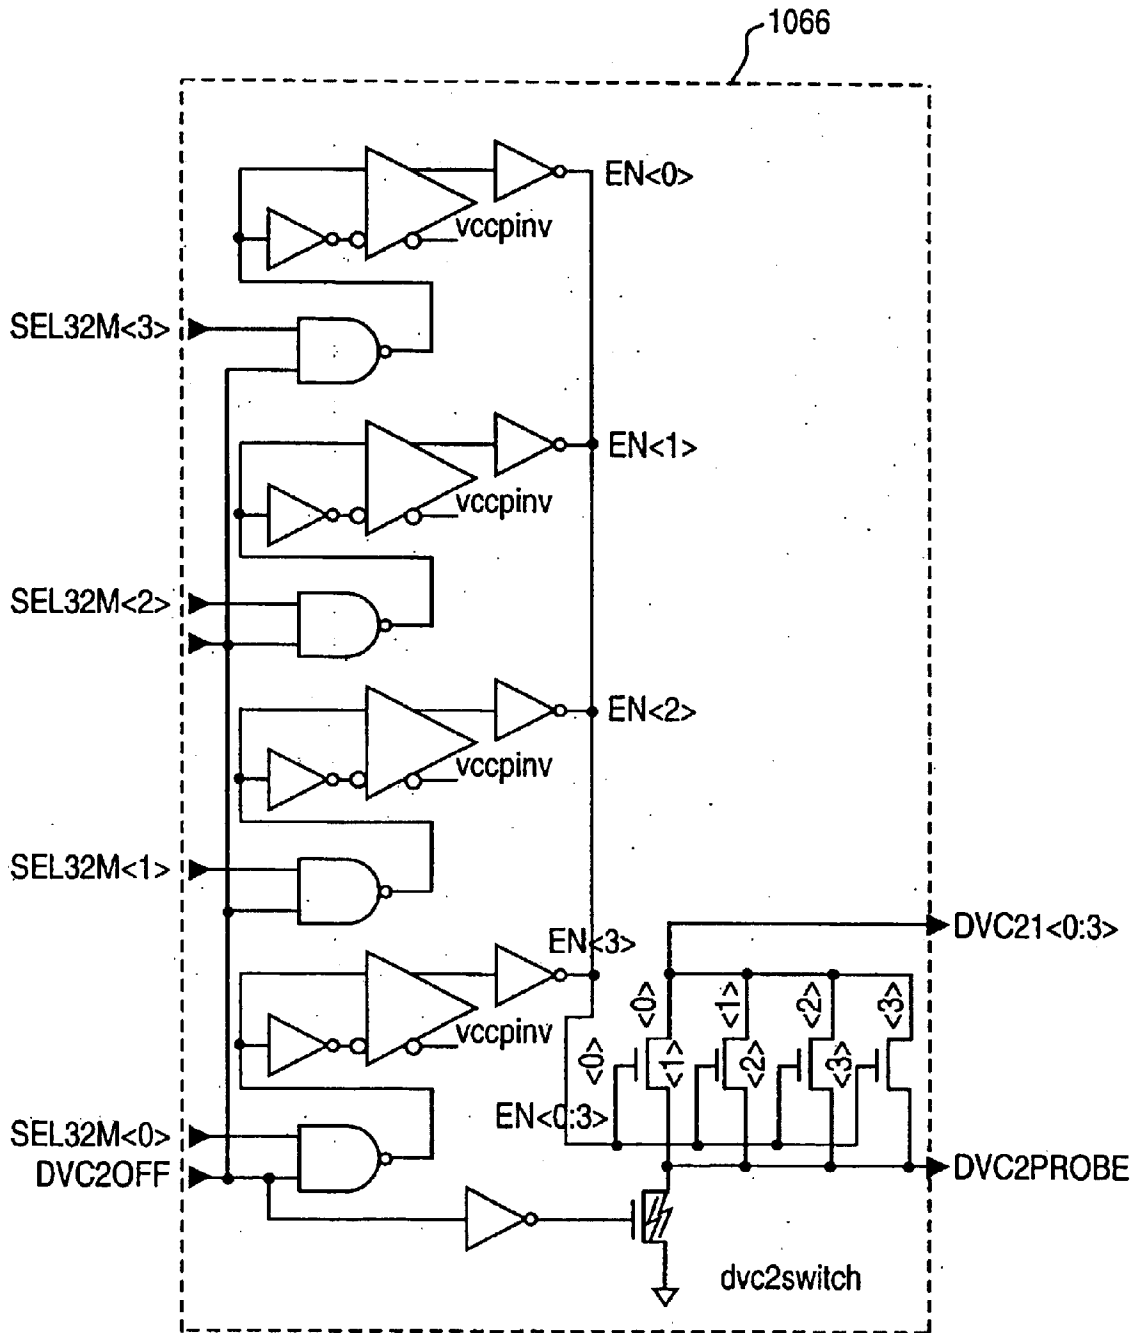 1066
EN<0>
vccpinv
SEL32M<3>
EN<1>
vccpinv
SEL32M<2>
EN<2>
vccpinv
SEL32M<1>
DVC21<0:3>
EN<3>
<0>
<1>
<2>
<3>
vccpinv
<0>
<1>
<2>
<3>
EN<0:3>
SEL32M<0>
DVC2OFF
DVC2PROBE
dvc2switch